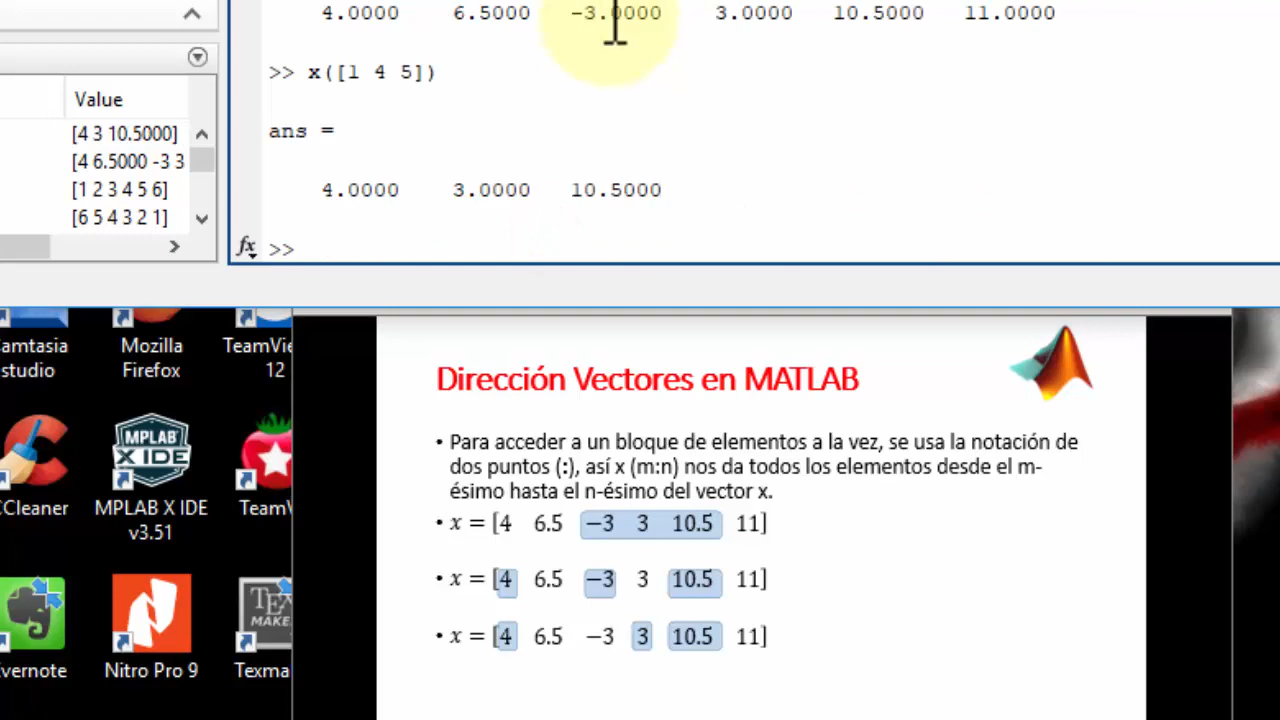 4.0000 6.5000 -3.0000 3.0000 10.5000 11.0000
>> x([1 4 5])
ans =
4.0000 3.0000 10.5000
fx >>
Value
[4 3 10.5000]
[4 6.5000 -3 3
[1 2 3 4 5 6]
[6 5 4 3 2 1]
Camtasia
studio
Mozilla
Firefox
TeamVie
12
MPLAB
X IDE
CCleaner
MPLAB X IDE
v3.51
TeamV
TEX
MAKE
Evernote
Nitro Pro 9
Texma
Dirección Vectores en MATLAB
• Para acceder a un bloque de elementos a la vez, se usa la notación de
dos puntos (:), así x (m:n) nos da todos los elementos desde el m-
ésimo hasta el n-ésimo del vector x.
• x = [4 6.5 −3 3 10.5 11]
• x = [4 6.5 −3 3 10.5 11]
• x = [4 6.5 −3 3 10.5 11]